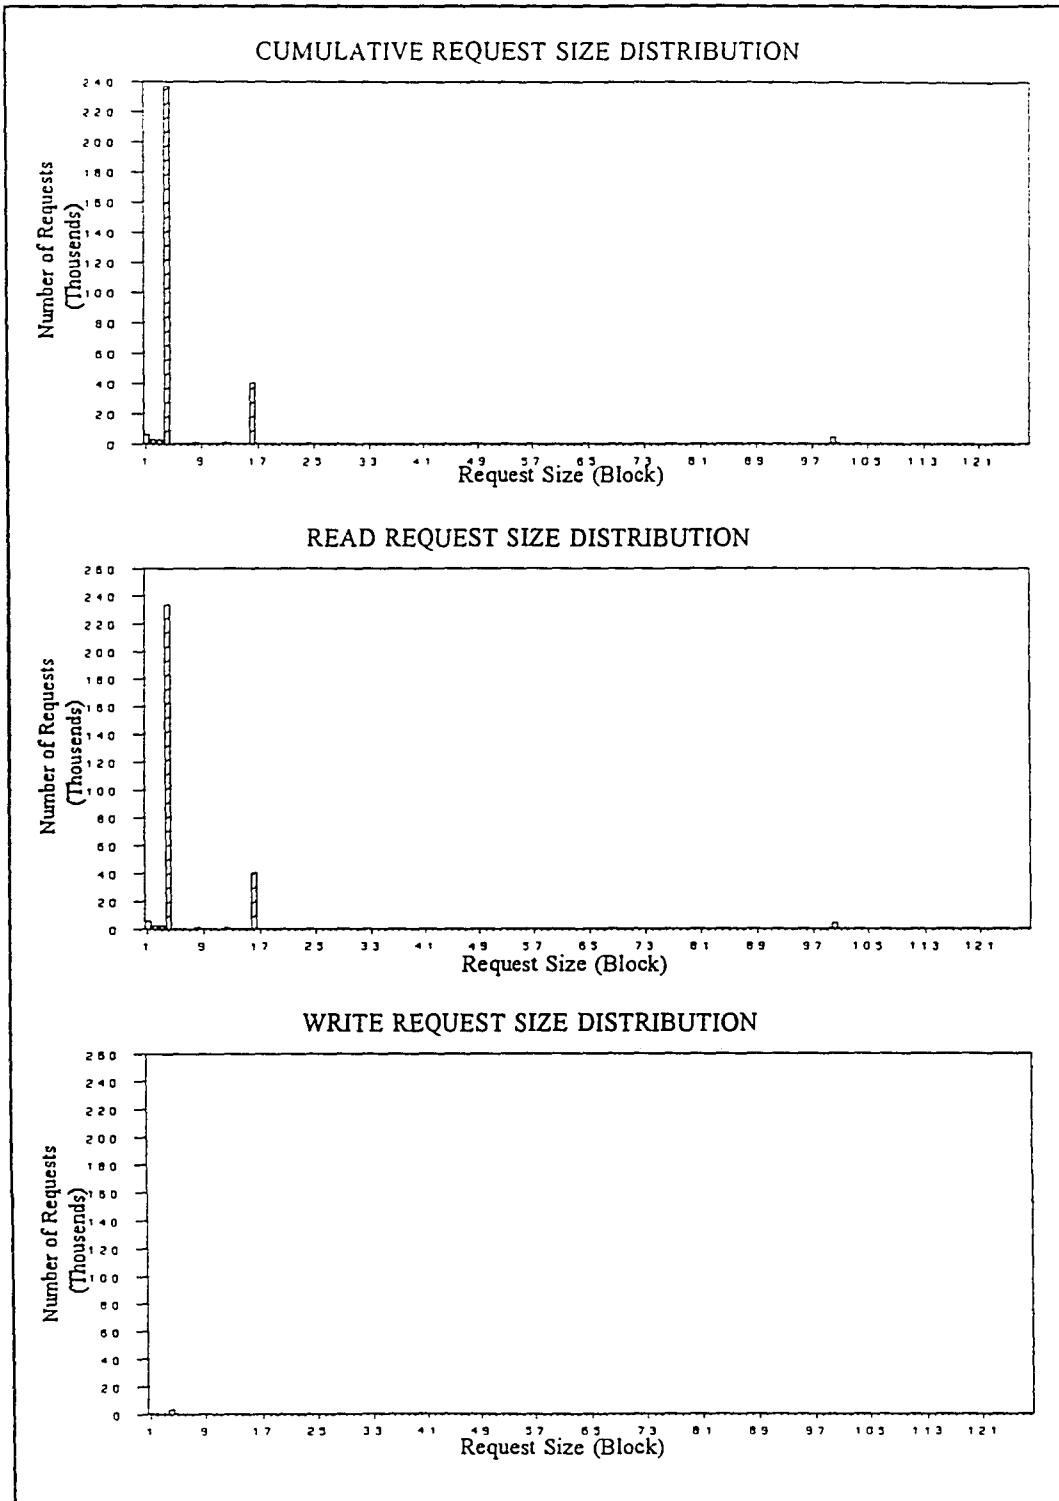 CUMULATIVE REQUEST SIZE DISTRIBUTION
240
220
200
180
160
140
120
100
80
60
40
20
0
Number of Requests
(Thousends)
1 9 17 25 33 41 49 57 65 73 81 89 97 105 113 121
Request Size (Block)
READ REQUEST SIZE DISTRIBUTION
260
240
220
200
180
160
140
120
100
80
60
40
20
0
Number of Requests
(Thousends)
1 9 17 25 33 41 49 57 65 73 81 89 97 105 113 121
Request Size (Block)
WRITE REQUEST SIZE DISTRIBUTION
260
240
220
200
180
160
140
120
100
80
60
40
20
0
Number of Requests
(Thousends)
1 9 17 25 33 41 49 57 65 73 81 89 97 105 113 121
Request Size (Block)